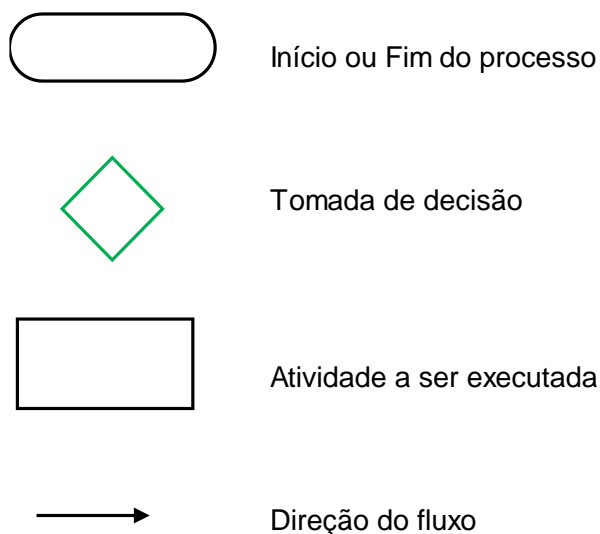 Início ou Fim do processo
Tomada de decisão
Atividade a ser executada
Direção do fluxo